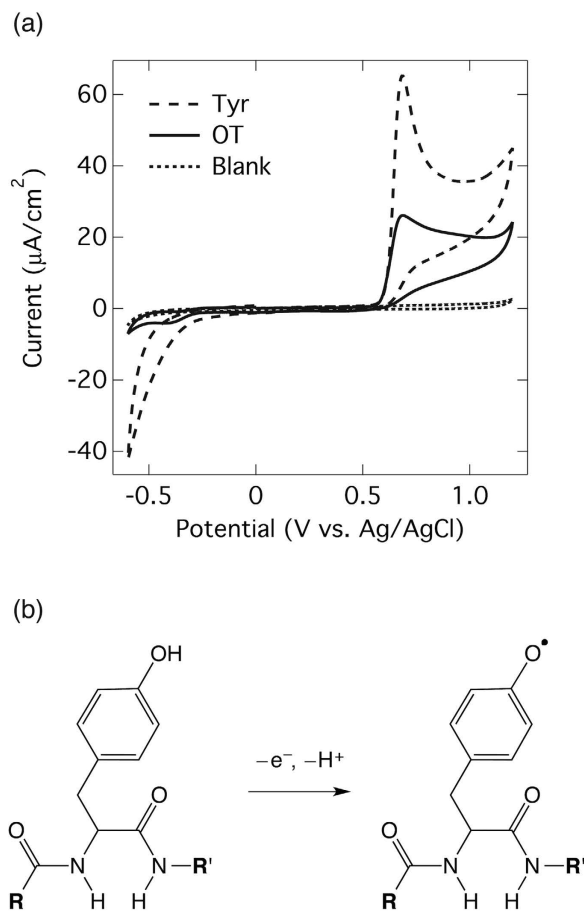 (a)
60
40
20
0
-20
-40
Current (μA/cm²)
Tyr
OT
Blank
-0.5 0 0.5 1.0
Potential (V vs. Ag/AgCl)
(b)
OH
O•
−e⁻, −H⁺
O O O O
N N R' N N R'
R H H R H H